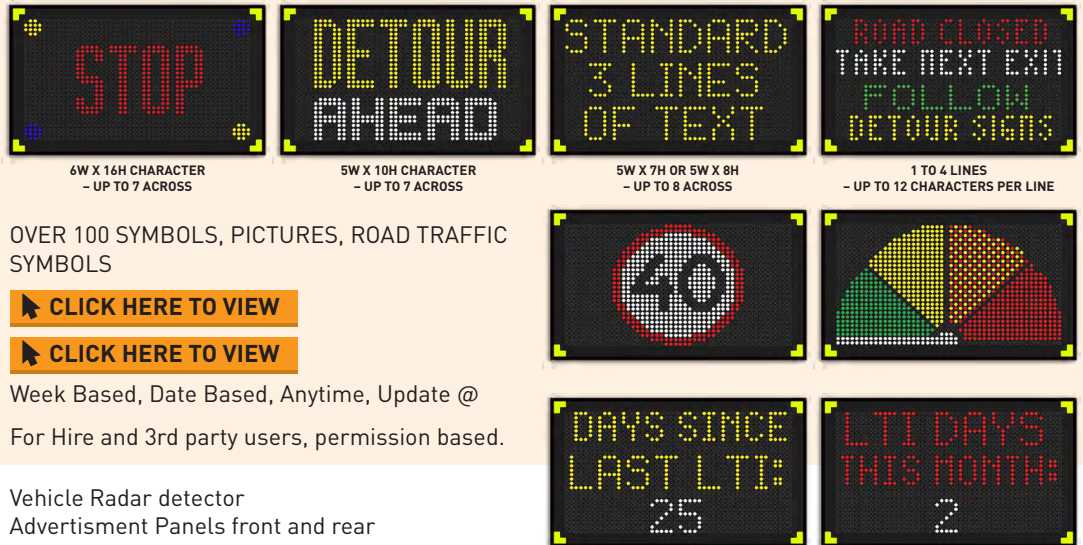 STOP
DETOUR
AHEAD
STANDARD
3 LINES
OF TEXT
ROAD CLOSED
TAKE NEXT EXIT
FOLLOW
DETOUR SIGNS
6W X 16H CHARACTER
– UP TO 7 ACROSS
5W X 10H CHARACTER
– UP TO 7 ACROSS
5W X 7H OR 5W X 8H
– UP TO 8 ACROSS
1 TO 4 LINES
– UP TO 12 CHARACTERS PER LINE
OVER 100 SYMBOLS, PICTURES, ROAD TRAFFIC
SYMBOLS
CLICK HERE TO VIEW
CLICK HERE TO VIEW
Week Based, Date Based, Anytime, Update @
For Hire and 3rd party users, permission based.
Vehicle Radar detector
Advertisment Panels front and rear
40
DAYS SINCE
LAST LTI:
25
LTI DAYS
THIS MONTH:
2